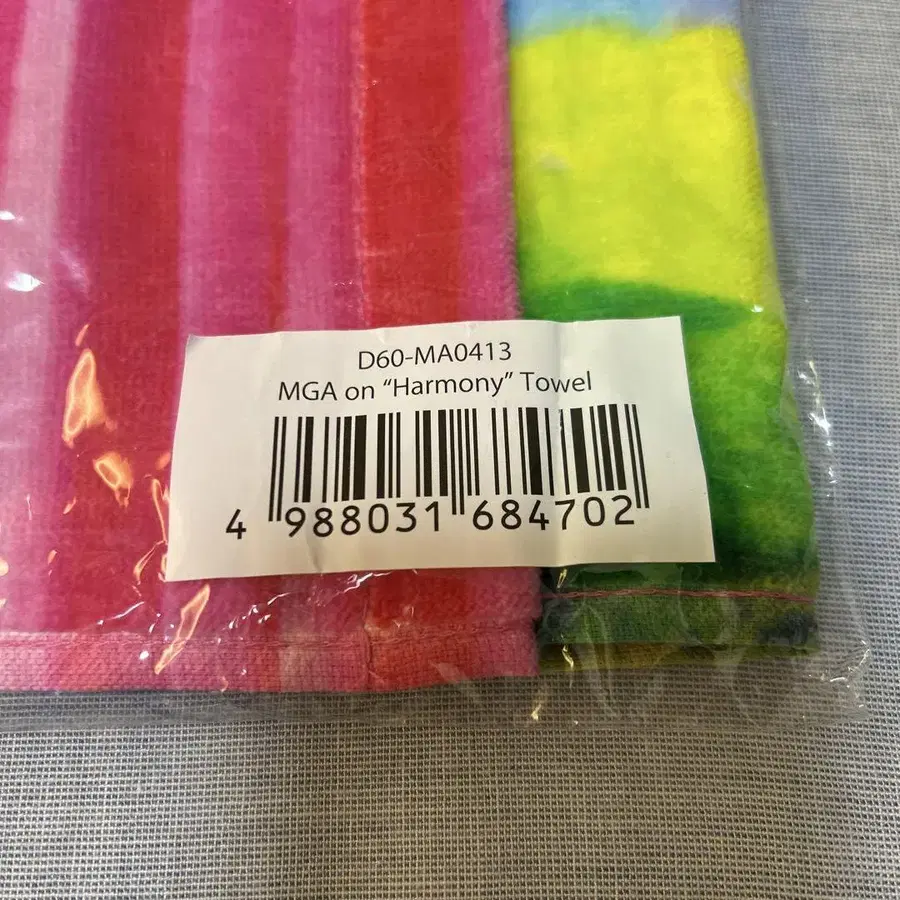 D60-MA0413
MGA on “Harmony” Towel
4 988031 684702